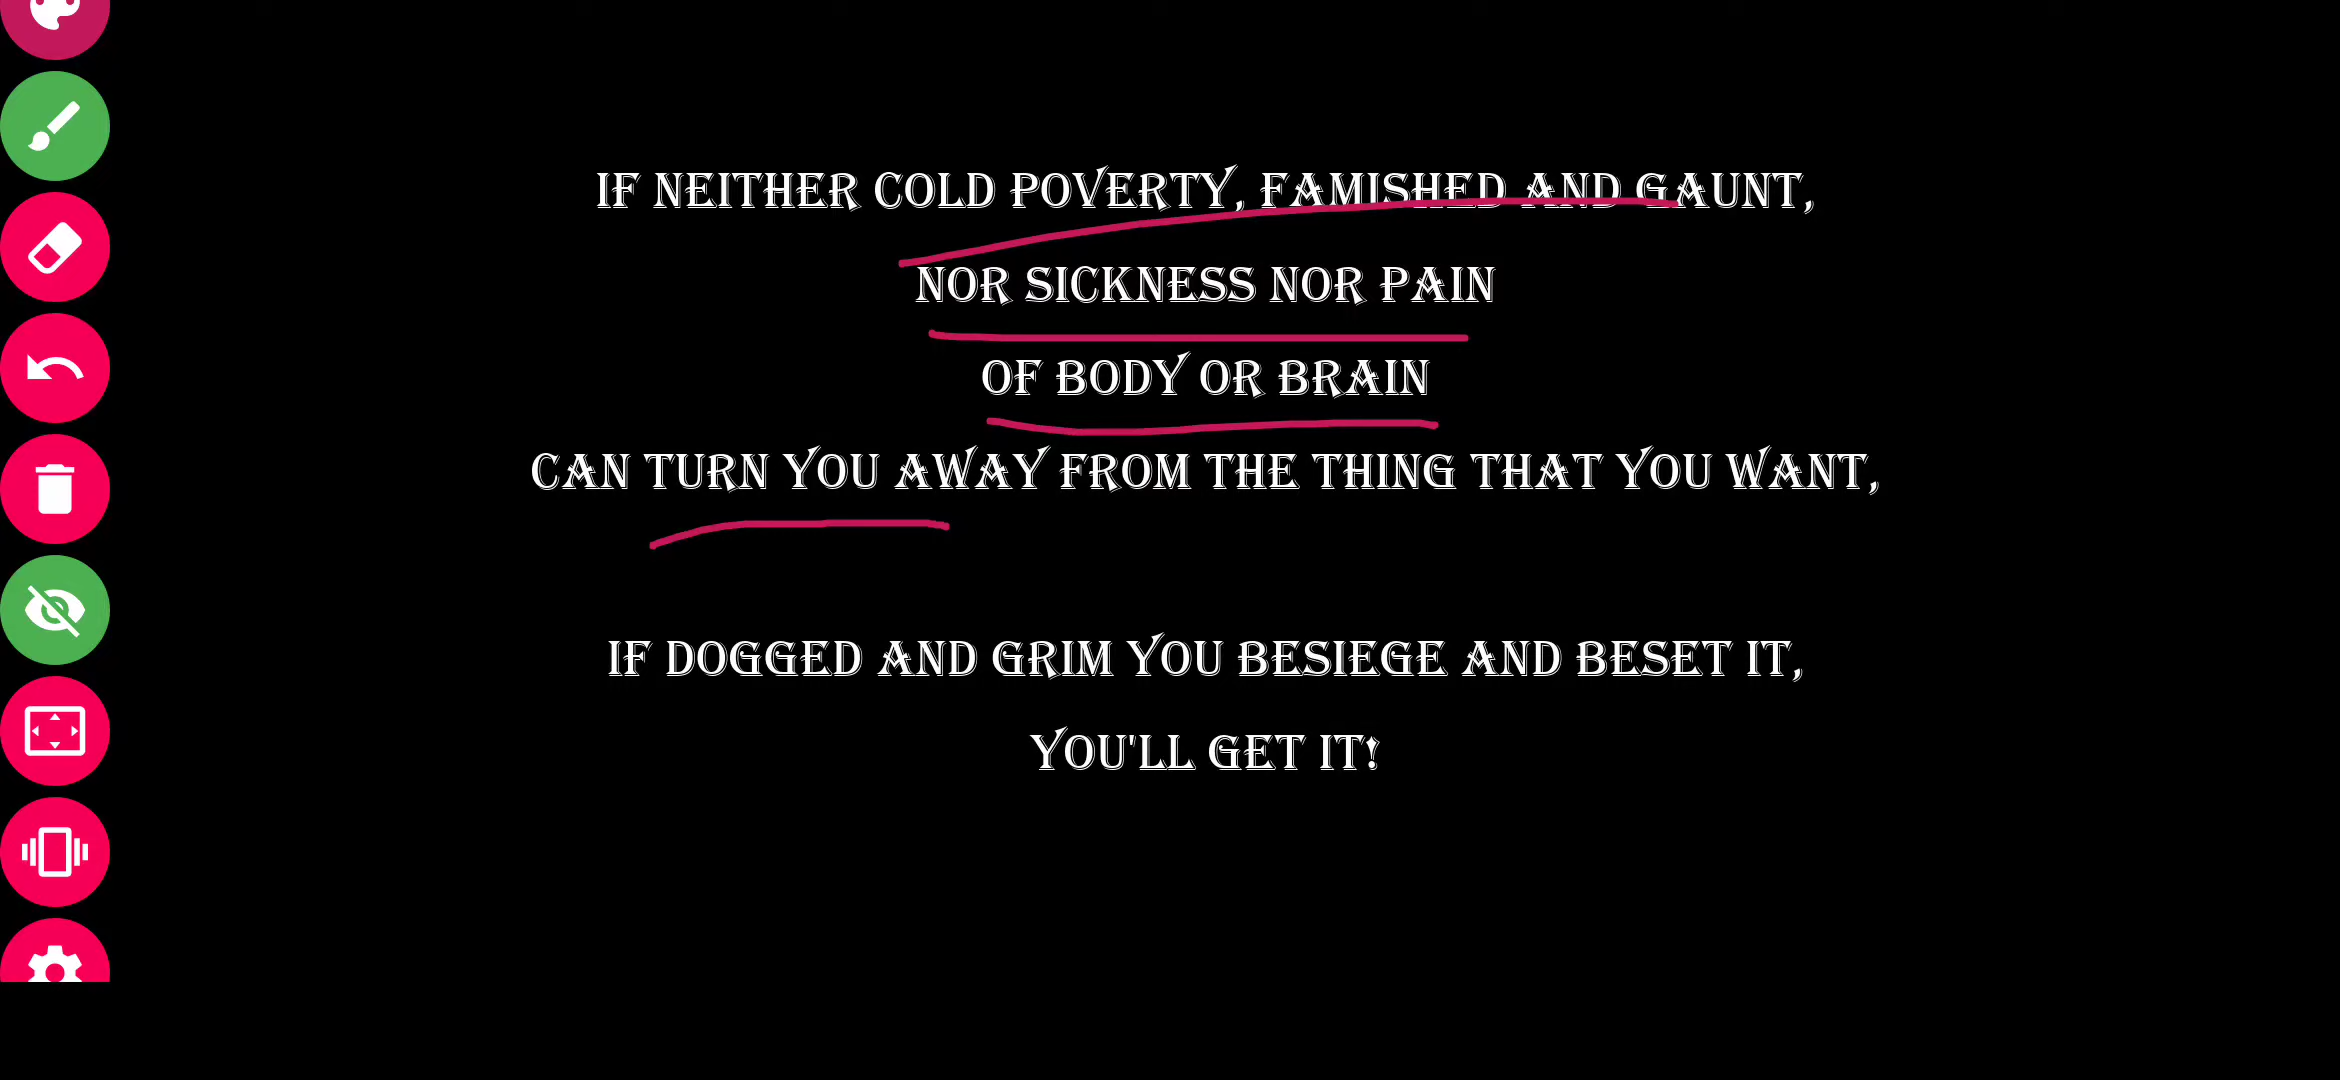 IF NEITHER COLD POVERTY, FAMISHED AND GAUNT,
NOR SICKNESS NOR PAIN
OF BODY OR BRAIN
CAN TURN YOU AWAY FROM THE THING THAT YOU WANT,
IF DOGGED AND GRIM YOU BESIEGE AND BESET IT,
YOU'LL GET IT!